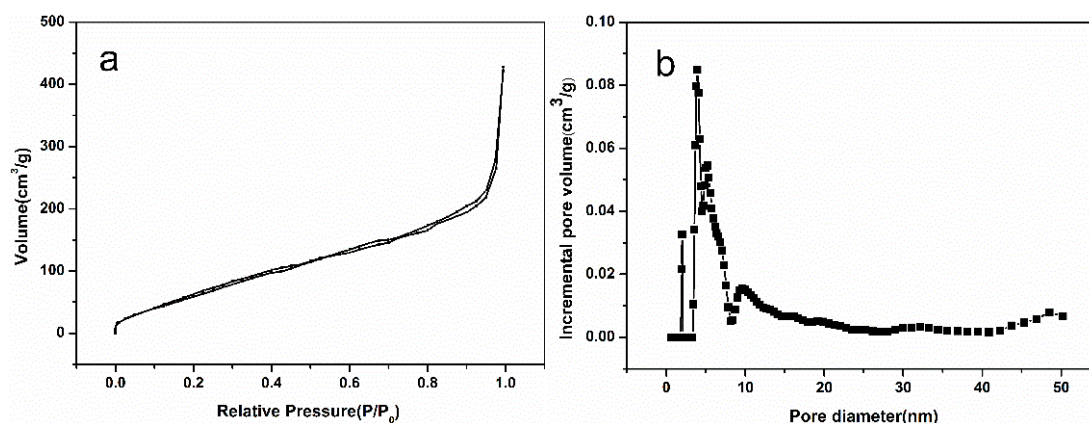 a
500
400
300
200
100
0
Volume(cm³/g)
0.0 0.2 0.4 0.6 0.8 1.0
Relative Pressure(P/P₀)
b
0.10
0.08
0.06
0.04
0.02
0.00
Incremental pore volume(cm³/g)
0 10 20 30 40 50
Pore diameter(nm)